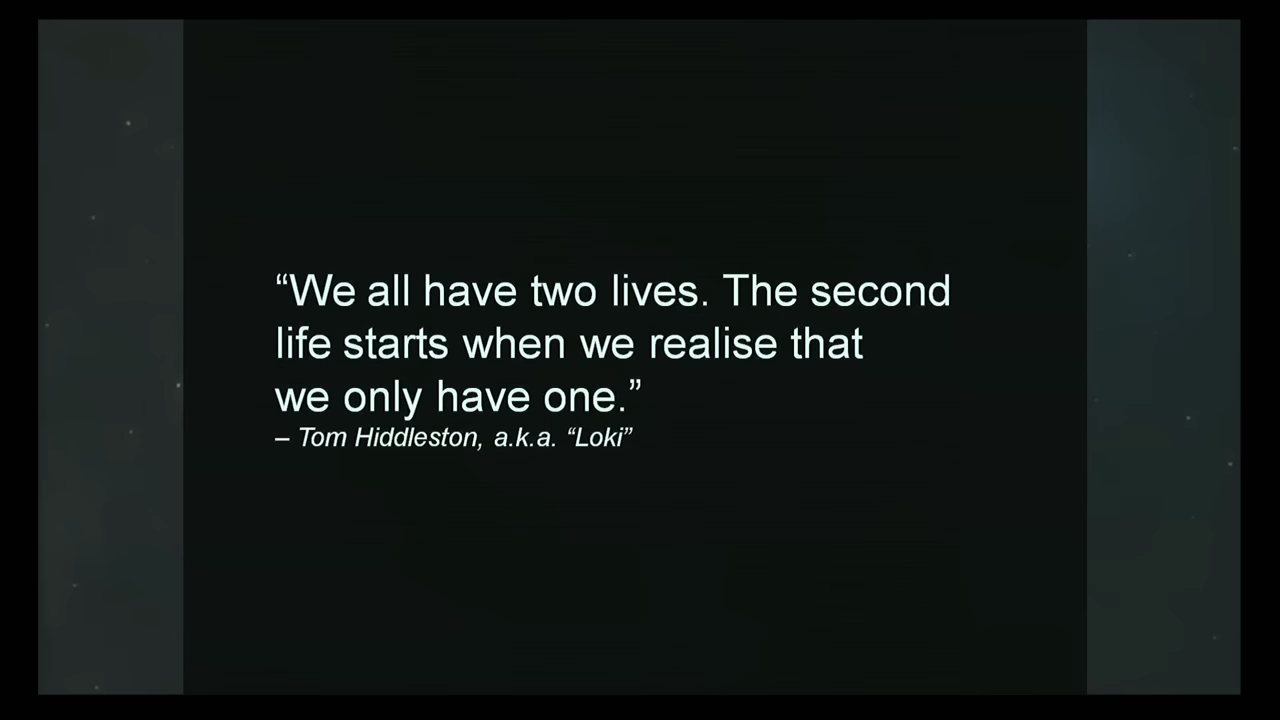 “We all have two lives. The second
life starts when we realise that
we only have one.”
– Tom Hiddleston, a.k.a. “Loki”